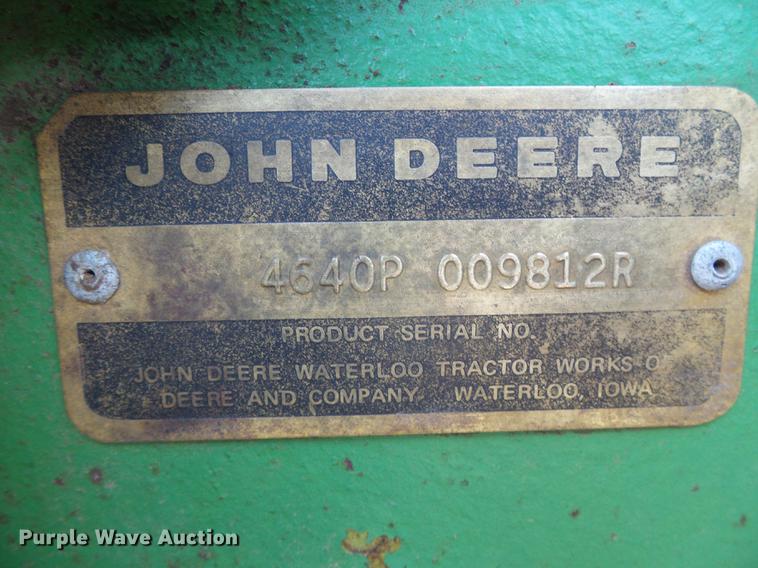 JOHN DEERE
4640P 009812R
PRODUCT SERIAL NO.
JOHN DEERE WATERLOO TRACTOR WORKS O
DEERE AND COMPANY. WATERLOO, IOWA
Purple Wave Auction